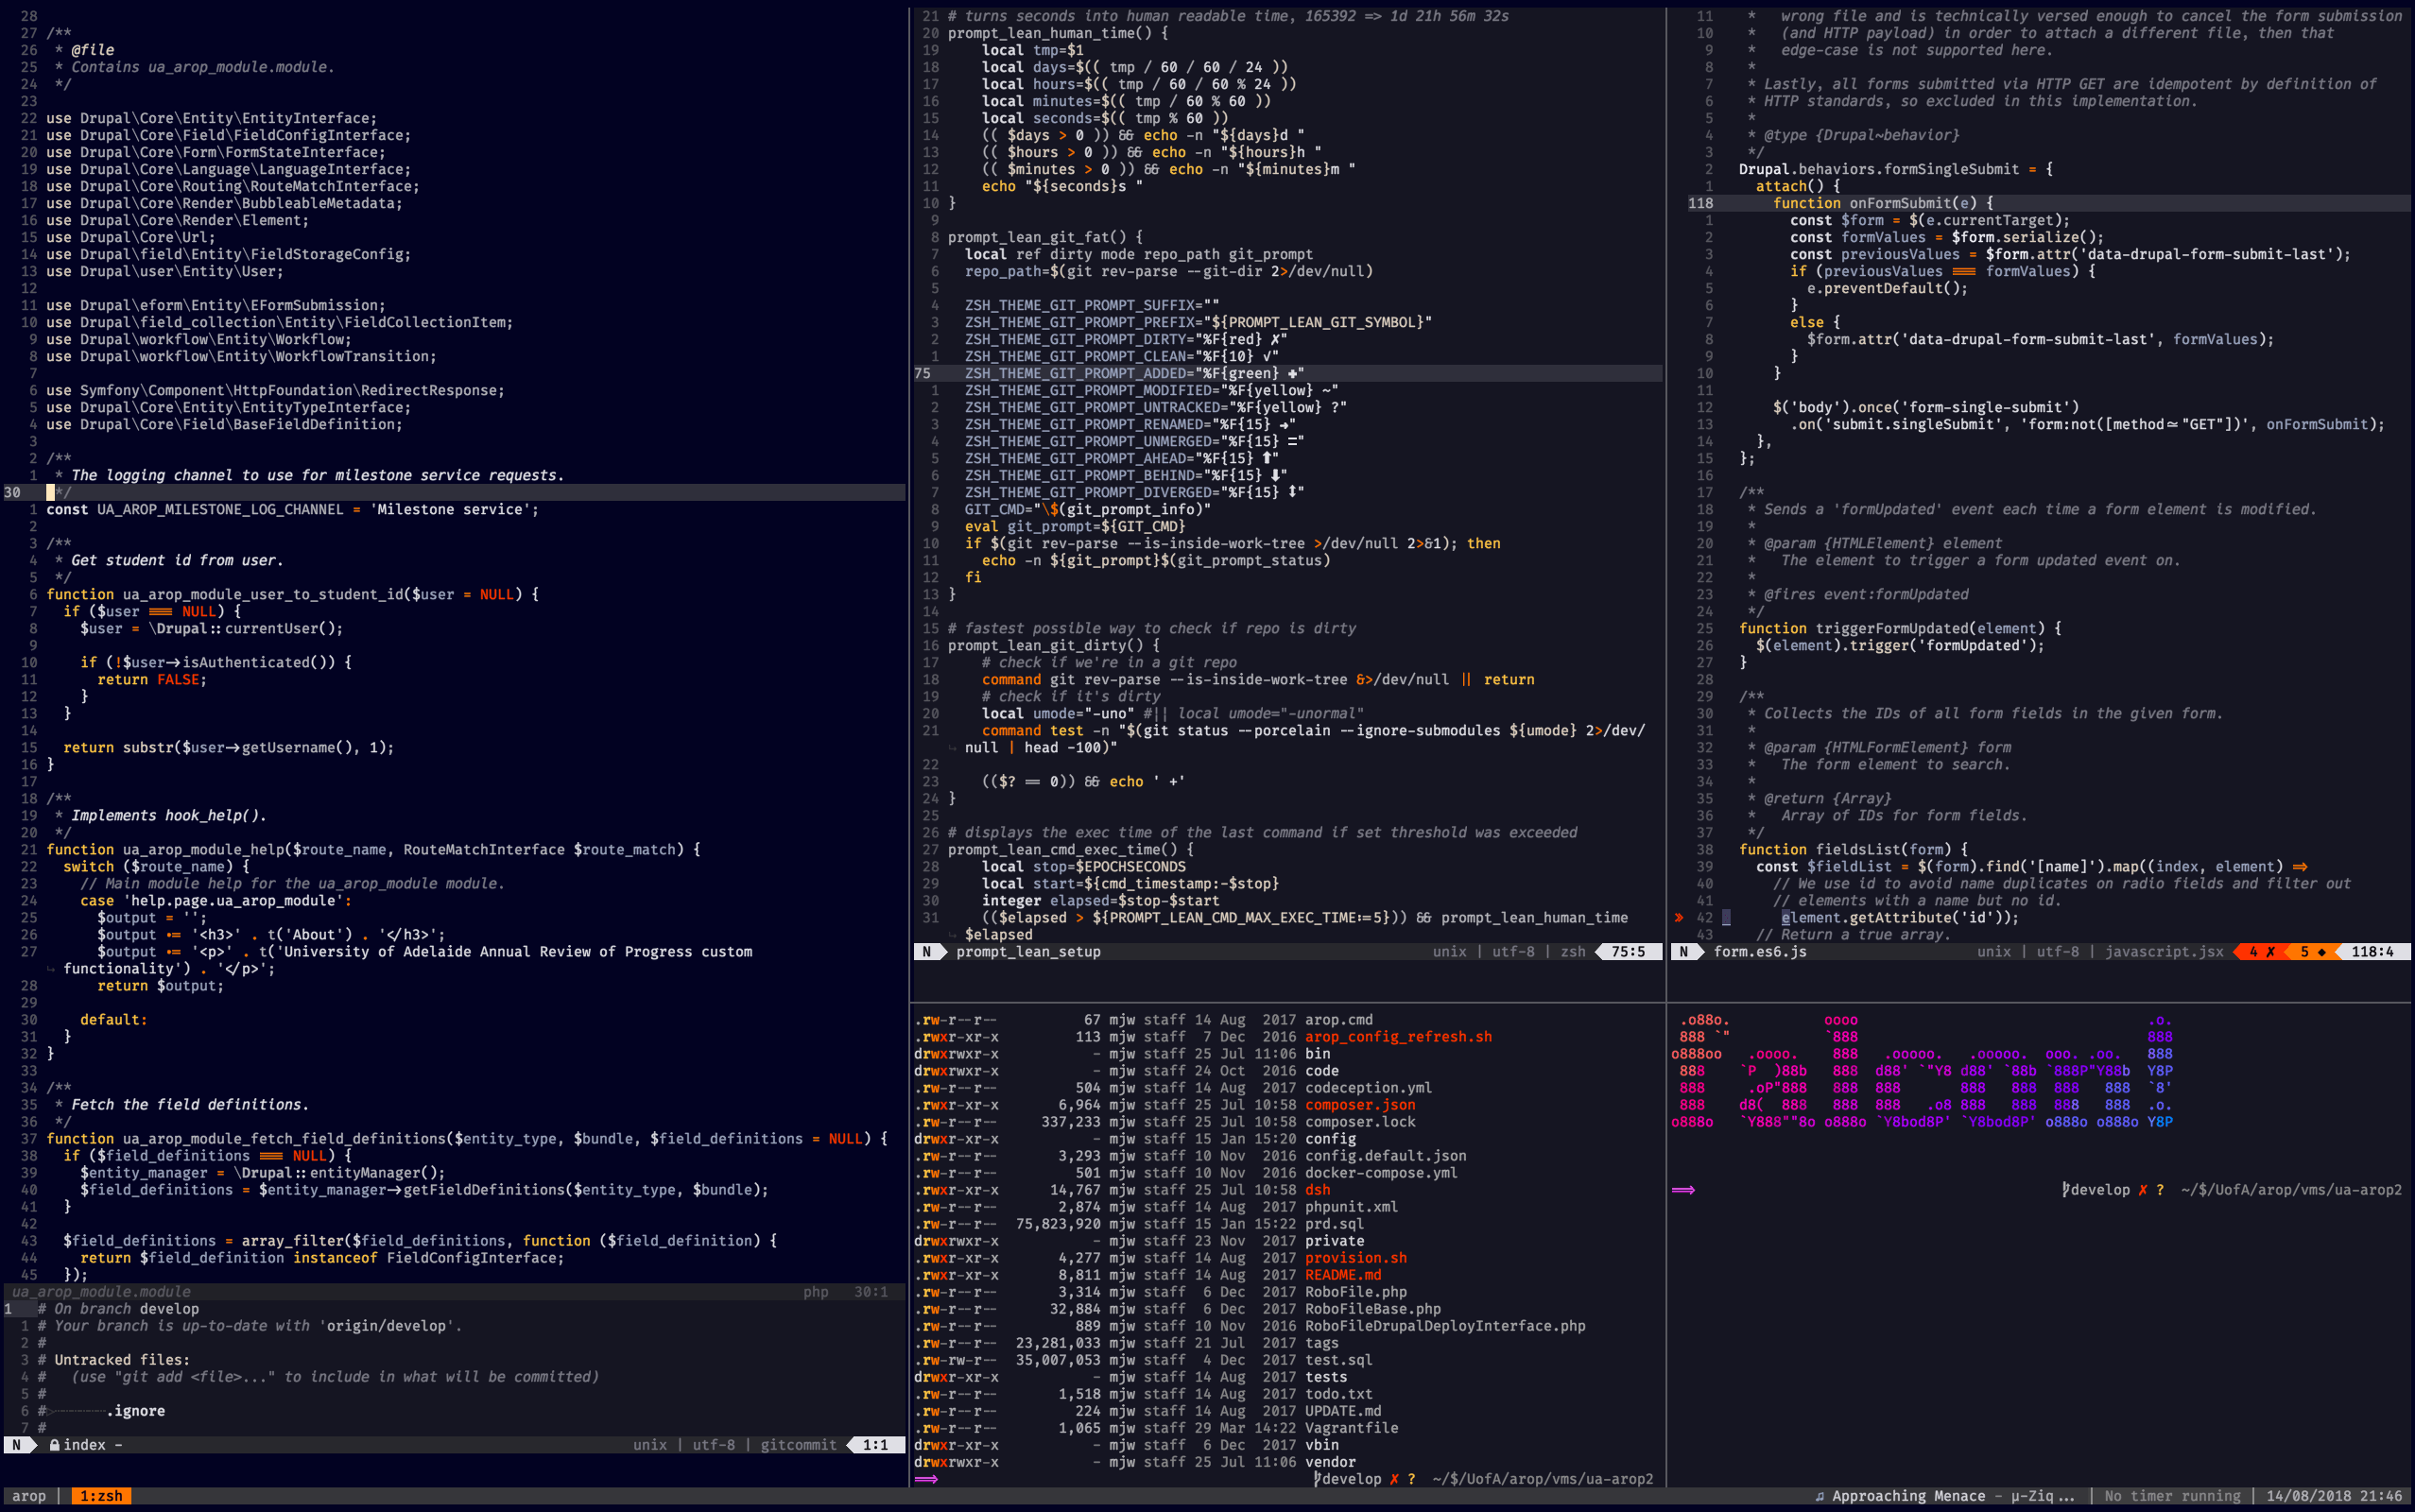 28
27 /**
26  * @file
25  * Contains ua_arop_module.module.
24  */
23
22 use Drupal\Core\Entity\EntityInterface;
21 use Drupal\Core\Field\FieldConfigInterface;
20 use Drupal\Core\Form\FormStateInterface;
19 use Drupal\Core\Language\LanguageInterface;
18 use Drupal\Core\Routing\RouteMatchInterface;
17 use Drupal\Core\Render\BubbleableMetadata;
16 use Drupal\Core\Render\Element;
15 use Drupal\Core\Url;
14 use Drupal\field\Entity\FieldStorageConfig;
13 use Drupal\user\Entity\User;
12
11 use Drupal\eform\Entity\EFormSubmission;
10 use Drupal\field_collection\Entity\FieldCollectionItem;
9 use Drupal\workflow\Entity\Workflow;
8 use Drupal\workflow\Entity\WorkflowTransition;
7
6 use Symfony\Component\HttpFoundation\RedirectResponse;
5 use Drupal\Core\Entity\EntityTypeInterface;
4 use Drupal\Core\Field\BaseFieldDefinition;
3
2 /**
1  * The logging channel to use for milestone service requests.
30  */
1 const UA_AROP_MILESTONE_LOG_CHANNEL = 'Milestone service';
2
3 /**
4  * Get student id from user.
5  */
6 function ua_arop_module_user_to_student_id($user = NULL) {
7   if ($user === NULL) {
8     $user = \Drupal::currentUser();
9
10     if (!$user->isAuthenticated()) {
11       return FALSE;
12     }
13   }
14
15   return substr($user->getUsername(), 1);
16 }
17
18 /**
19  * Implements hook_help().
20  */
21 function ua_arop_module_help($route_name, RouteMatchInterface $route_match) {
22   switch ($route_name) {
23     // Main module help for the ua_arop_module module.
24     case 'help.page.ua_arop_module':
25       $output = '';
26       $output .= '<h3>' . t('About') . '</h3>';
27       $output .= '<p>' . t('University of Adelaide Annual Review of Progress custom
functionality') . '</p>';
28       return $output;
29
30     default:
31   }
32 }
33
34 /**
35  * Fetch the field definitions.
36  */
37 function ua_arop_module_fetch_field_definitions($entity_type, $bundle, $field_definitions = NULL) {
38   if ($field_definitions === NULL) {
39     $entity_manager = \Drupal::entityManager();
40     $field_definitions = $entity_manager->getFieldDefinitions($entity_type, $bundle);
41   }
42
43   $field_definitions = array_filter($field_definitions, function ($field_definition) {
44     return $field_definition instanceof FieldConfigInterface;
45   });
ua_arop_module.module php 30:1
1 # On branch develop
1 # Your branch is up-to-date with 'origin/develop'.
2 #
3 # Untracked files:
4 #   (use "git add <file>..." to include in what will be committed)
5 #
6 # .ignore
7 #
N index - unix | utf-8 | gitcommit 1:1
21 # turns seconds into human readable time, 165392 => 1d 21h 56m 32s
20 prompt_lean_human_time() {
19     local tmp=$1
18     local days=$(( tmp / 60 / 60 / 24 ))
17     local hours=$(( tmp / 60 / 60 % 24 ))
16     local minutes=$(( tmp / 60 % 60 ))
15     local seconds=$(( tmp % 60 ))
14     (( $days > 0 )) && echo -n "${days}d "
13     (( $hours > 0 )) && echo -n "${hours}h "
12     (( $minutes > 0 )) && echo -n "${minutes}m "
11     echo "${seconds}s "
10 }
9
8 prompt_lean_git_fat() {
7   local ref dirty mode repo_path git_prompt
6   repo_path=$(git rev-parse --git-dir 2>/dev/null)
5
4   ZSH_THEME_GIT_PROMPT_SUFFIX=""
3   ZSH_THEME_GIT_PROMPT_PREFIX="${PROMPT_LEAN_GIT_SYMBOL}"
2   ZSH_THEME_GIT_PROMPT_DIRTY="%F{red} ✗"
1   ZSH_THEME_GIT_PROMPT_CLEAN="%F{10} √"
75   ZSH_THEME_GIT_PROMPT_ADDED="%F{green} ✚"
1   ZSH_THEME_GIT_PROMPT_MODIFIED="%F{yellow} ~"
2   ZSH_THEME_GIT_PROMPT_UNTRACKED="%F{yellow} ?"
3   ZSH_THEME_GIT_PROMPT_RENAMED="%F{15} ➜"
4   ZSH_THEME_GIT_PROMPT_UNMERGED="%F{15} ═"
5   ZSH_THEME_GIT_PROMPT_AHEAD="%F{15} ⬆"
6   ZSH_THEME_GIT_PROMPT_BEHIND="%F{15} ⬇"
7   ZSH_THEME_GIT_PROMPT_DIVERGED="%F{15} ⬍"
8   GIT_CMD="\$(git_prompt_info)"
9   eval git_prompt=${GIT_CMD}
10   if $(git rev-parse --is-inside-work-tree >/dev/null 2>&1); then
11     echo -n ${git_prompt}$(git_prompt_status)
12   fi
13 }
14
15 # fastest possible way to check if repo is dirty
16 prompt_lean_git_dirty() {
17     # check if we're in a git repo
18     command git rev-parse --is-inside-work-tree &>/dev/null || return
19     # check if it's dirty
20     local umode="-uno" #|| local umode="-unormal"
21     command test -n "$(git status --porcelain --ignore-submodules ${umode} 2>/dev/
null | head -100)"
22
23     (($? == 0)) && echo ' +'
24 }
25
26 # displays the exec time of the last command if set threshold was exceeded
27 prompt_lean_cmd_exec_time() {
28     local stop=$EPOCHSECONDS
29     local start=${cmd_timestamp:-$stop}
30     integer elapsed=$stop-$start
31     (($elapsed > ${PROMPT_LEAN_CMD_MAX_EXEC_TIME:=5})) && prompt_lean_human_time
$elapsed
N prompt_lean_setup unix | utf-8 | zsh 75:5
11  *   wrong file and is technically versed enough to cancel the form submission
10  *   (and HTTP payload) in order to attach a different file, then that
9  *   edge-case is not supported here.
8  *
7  * Lastly, all forms submitted via HTTP GET are idempotent by definition of
6  * HTTP standards, so excluded in this implementation.
5  *
4  * @type {Drupal~behavior}
3  */
2 Drupal.behaviors.formSingleSubmit = {
1   attach() {
118     function onFormSubmit(e) {
1       const $form = $(e.currentTarget);
2       const formValues = $form.serialize();
3       const previousValues = $form.attr('data-drupal-form-submit-last');
4       if (previousValues === formValues) {
5         e.preventDefault();
6       }
7       else {
8         $form.attr('data-drupal-form-submit-last', formValues);
9       }
10     }
11
12     $('body').once('form-single-submit')
13       .on('submit.singleSubmit', 'form:not([method~="GET"])', onFormSubmit);
14   },
15 };
16
17 /**
18  * Sends a 'formUpdated' event each time a form element is modified.
19  *
20  * @param {HTMLElement} element
21  *   The element to trigger a form updated event on.
22  *
23  * @fires event:formUpdated
24  */
25 function triggerFormUpdated(element) {
26   $(element).trigger('formUpdated');
27 }
28
29 /**
30  * Collects the IDs of all form fields in the given form.
31  *
32  * @param {HTMLFormElement} form
33  *   The form element to search.
34  *
35  * @return {Array}
36  *   Array of IDs for form fields.
37  */
38 function fieldsList(form) {
39   const $fieldList = $(form).find('[name]').map((index, element) =>
40     // We use id to avoid name duplicates on radio fields and filter out
41     // elements with a name but no id.
» 42      element.getAttribute('id'));
43   // Return a true array.
N form.es6.js unix | utf-8 | javascript.jsx 4 ✗ 5 ◆ 118:4
.rw-r--r-- 67 mjw staff 14 Aug 2017 arop.cmd
.rwxr-xr-x 113 mjw staff 7 Dec 2016 arop_config_refresh.sh
drwxrwxr-x - mjw staff 25 Jul 11:06 bin
drwxrwxr-x - mjw staff 24 Oct 2016 code
.rw-r--r-- 504 mjw staff 14 Aug 2017 codeception.yml
.rwxr-xr-x 6,964 mjw staff 25 Jul 10:58 composer.json
.rw-r--r-- 337,233 mjw staff 25 Jul 10:58 composer.lock
drwxr-xr-x - mjw staff 15 Jan 15:20 config
.rw-r--r-- 3,293 mjw staff 10 Nov 2016 config.default.json
.rw-r--r-- 501 mjw staff 10 Nov 2016 docker-compose.yml
.rwxr-xr-x 14,767 mjw staff 25 Jul 10:58 dsh
.rw-r--r-- 2,874 mjw staff 14 Aug 2017 phpunit.xml
.rw-r--r-- 75,823,920 mjw staff 15 Jan 15:22 prd.sql
drwxrwxr-x - mjw staff 23 Nov 2017 private
.rwxr-xr-x 4,277 mjw staff 14 Aug 2017 provision.sh
.rwxr-xr-x 8,811 mjw staff 14 Aug 2017 README.md
.rw-r--r-- 3,314 mjw staff 6 Dec 2017 RoboFile.php
.rw-r--r-- 32,884 mjw staff 6 Dec 2017 RoboFileBase.php
.rw-r--r-- 889 mjw staff 10 Nov 2016 RoboFileDrupalDeployInterface.php
.rw-r--r-- 23,281,033 mjw staff 21 Jul 2017 tags
.rw-rw-r-- 35,007,053 mjw staff 4 Dec 2017 test.sql
drwxr-xr-x - mjw staff 14 Aug 2017 tests
.rw-r--r-- 1,518 mjw staff 14 Aug 2017 todo.txt
.rw-r--r-- 224 mjw staff 14 Aug 2017 UPDATE.md
.rw-r--r-- 1,065 mjw staff 29 Mar 14:22 Vagrantfile
drwxr-xr-x - mjw staff 6 Dec 2017 vbin
drwxrwxr-x - mjw staff 25 Jul 11:06 vendor
==> develop ✗ ? ~/$/UofA/arop/vms/ua-arop2
falcon!
==> develop ✗ ? ~/$/UofA/arop/vms/ua-arop2
arop | 1:zsh ♫ Approaching Menace - µ-Ziq... | No timer running | 14/08/2018 21:46